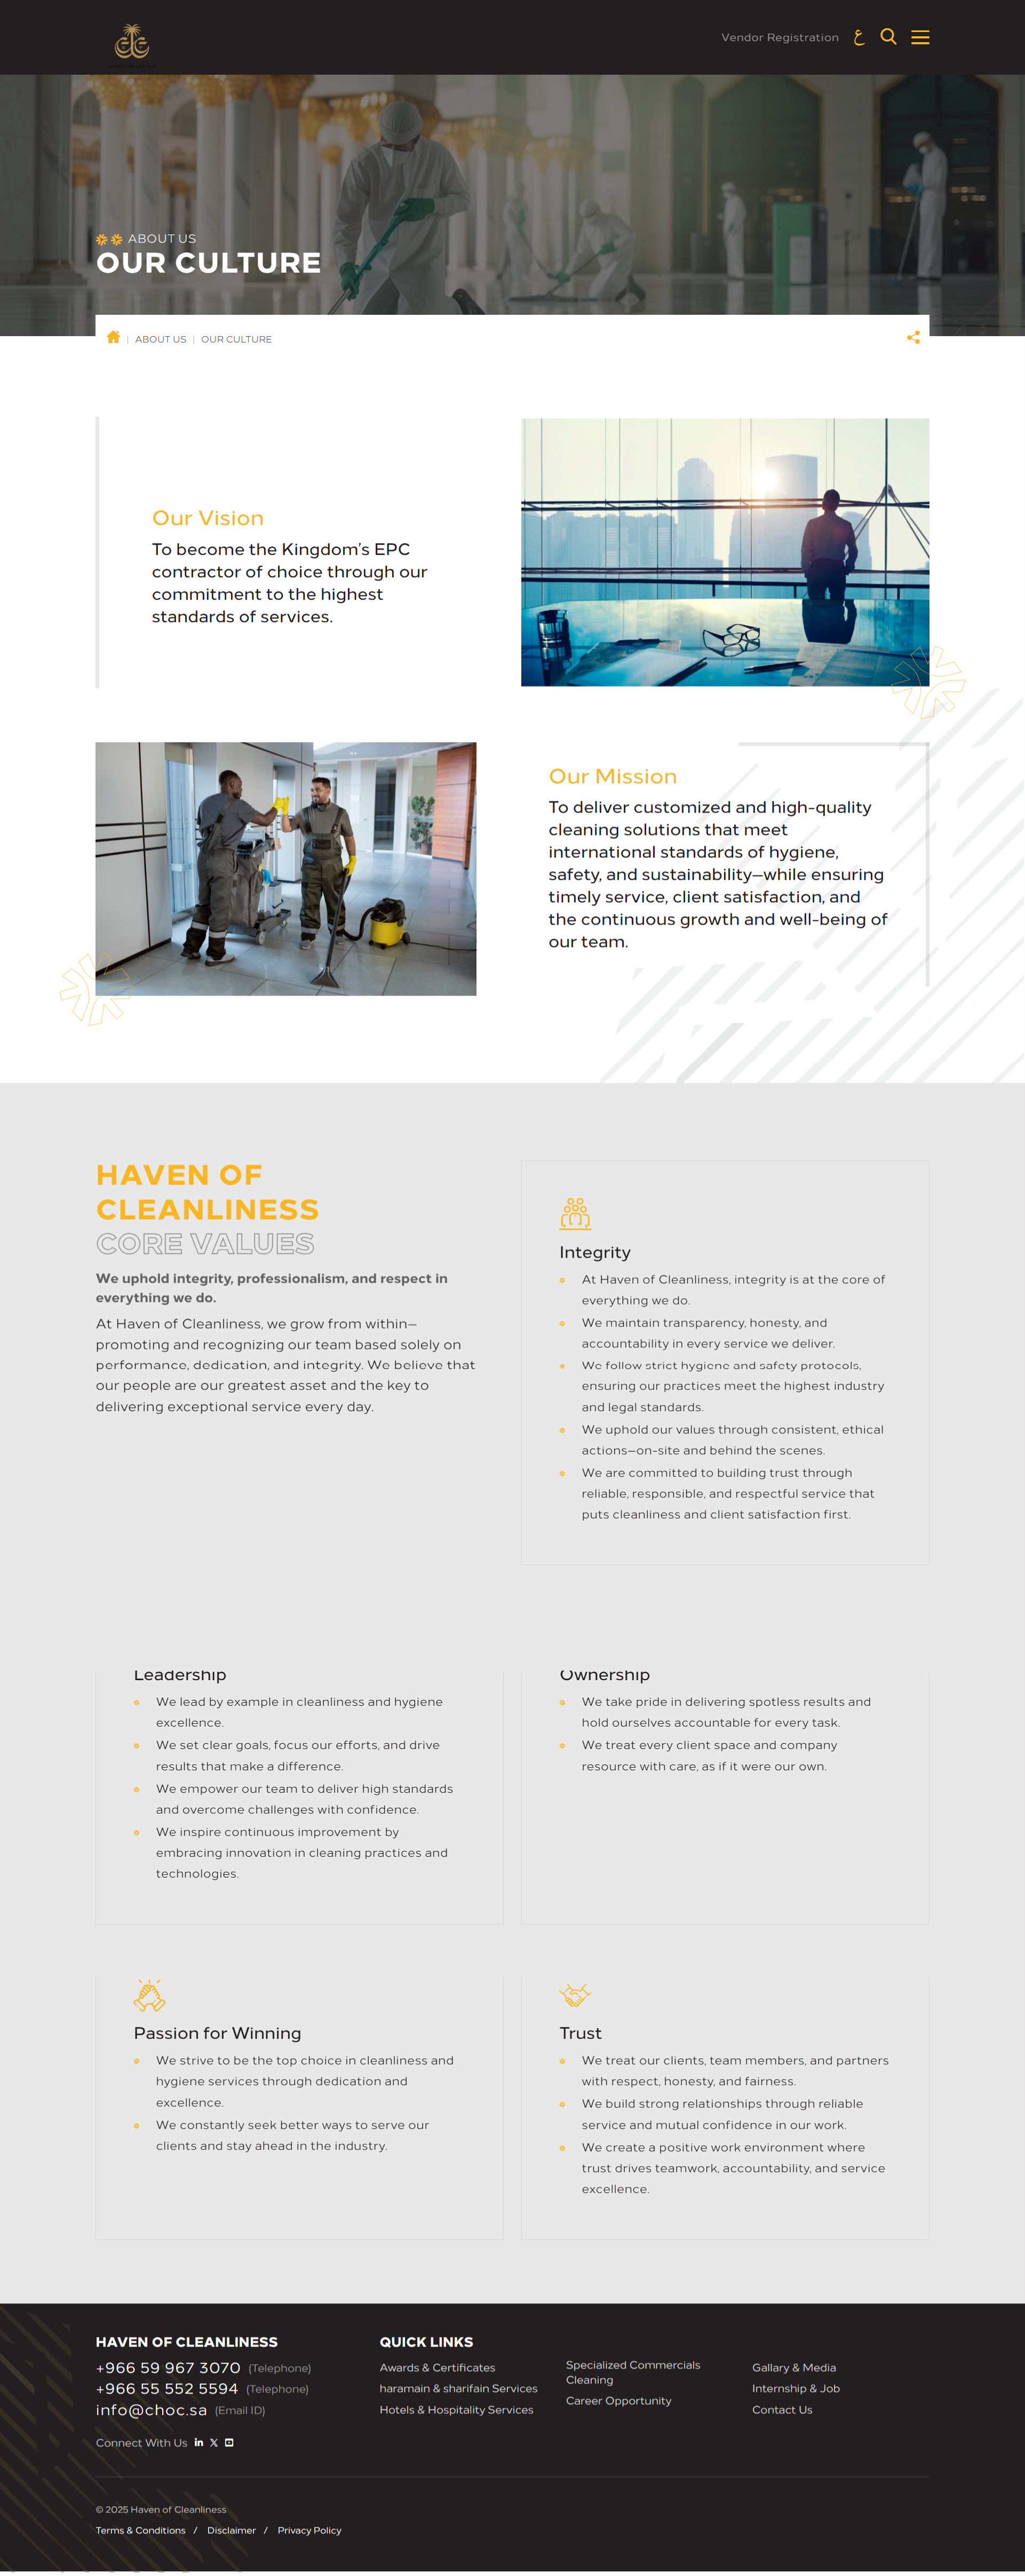 Vendor Registration ع
ABOUT US
OUR CULTURE
| ABOUT US | OUR CULTURE
Our Vision
To become the Kingdom's EPC
contractor of choice through our
commitment to the highest
standards of services.
Our Mission
To deliver customized and high-quality
cleaning solutions that meet
international standards of hygiene,
safety, and sustainability—while ensuring
timely service, client satisfaction, and
the continuous growth and well-being of
our team.
HAVEN OF
CLEANLINESS
CORE VALUES
We uphold integrity, professionalism, and respect in
everything we do.
At Haven of Cleanliness, we grow from within—
promoting and recognizing our team based solely on
performance, dedication, and integrity. We believe that
our people are our greatest asset and the key to
delivering exceptional service every day.
Integrity
At Haven of Cleanliness, integrity is at the core of
everything we do.
We maintain transparency, honesty, and
accountability in every service we deliver.
We follow strict hygiene and safety protocols,
ensuring our practices meet the highest industry
and legal standards.
We uphold our values through consistent, ethical
actions—on-site and behind the scenes.
We are committed to building trust through
reliable, responsible, and respectful service that
puts cleanliness and client satisfaction first.
Leadership
We lead by example in cleanliness and hygiene
excellence.
We set clear goals, focus our efforts, and drive
results that make a difference.
We empower our team to deliver high standards
and overcome challenges with confidence.
We inspire continuous improvement by
embracing innovation in cleaning practices and
technologies.
Ownership
We take pride in delivering spotless results and
hold ourselves accountable for every task.
We treat every client space and company
resource with care, as if it were our own.
Passion for Winning
We strive to be the top choice in cleanliness and
hygiene services through dedication and
excellence.
We constantly seek better ways to serve our
clients and stay ahead in the industry.
Trust
We treat our clients, team members, and partners
with respect, honesty, and fairness.
We build strong relationships through reliable
service and mutual confidence in our work.
We create a positive work environment where
trust drives teamwork, accountability, and service
excellence.
HAVEN OF CLEANLINESS
+966 59 967 3070 (Telephone)
+966 55 552 5594 (Telephone)
info@choc.sa (Email ID)
Connect With Us
QUICK LINKS
Awards & Certificates
haramain & sharifain Services
Hotels & Hospitality Services
Specialized Commercials
Cleaning
Career Opportunity
Gallary & Media
Internship & Job
Contact Us
© 2025 Haven of Cleanliness
Terms & Conditions / Disclaimer / Privacy Policy